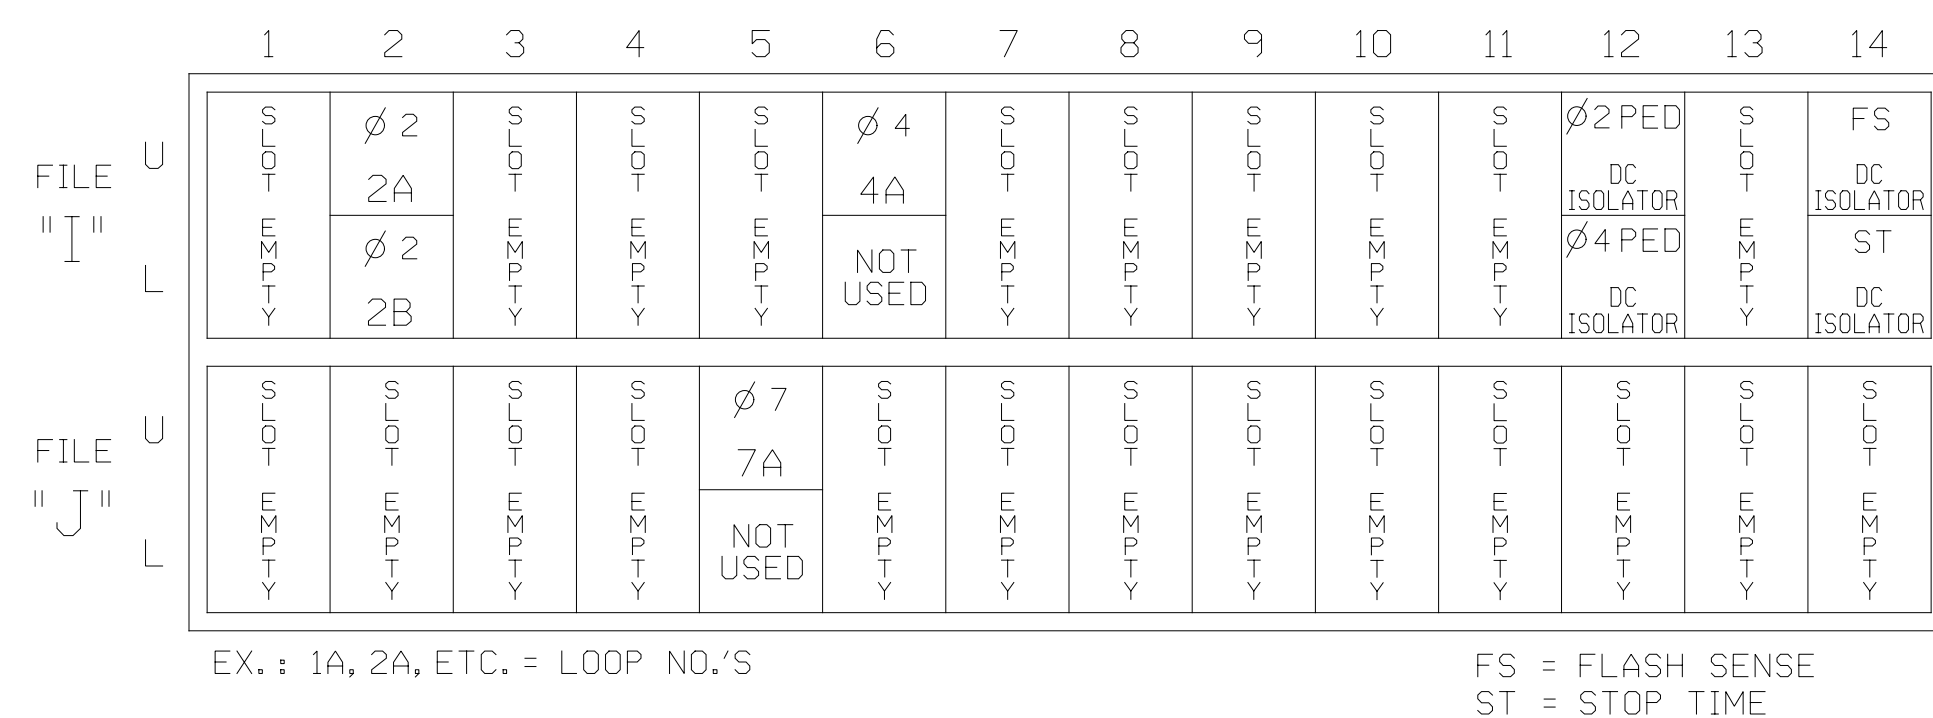 1 2 3 4 5 6 7 8 9 10 11 12 13 14
FILE "I"
U
L
SLOT EMPTY
Ø 2
2A
Ø 2
2B
SLOT EMPTY
SLOT EMPTY
SLOT EMPTY
Ø 4
4A
NOT
USED
SLOT EMPTY
SLOT EMPTY
SLOT EMPTY
SLOT EMPTY
SLOT EMPTY
Ø2 PED
DC
ISOLATOR
Ø4 PED
DC
ISOLATOR
SLOT EMPTY
FS
DC
ISOLATOR
ST
DC
ISOLATOR
FILE "J"
U
L
SLOT EMPTY
SLOT EMPTY
SLOT EMPTY
SLOT EMPTY
Ø 7
7A
NOT
USED
SLOT EMPTY
SLOT EMPTY
SLOT EMPTY
SLOT EMPTY
SLOT EMPTY
SLOT EMPTY
SLOT EMPTY
SLOT EMPTY
SLOT EMPTY
EX.: 1A, 2A, ETC. = LOOP NO.'S
FS = FLASH SENSE
ST = STOP TIME